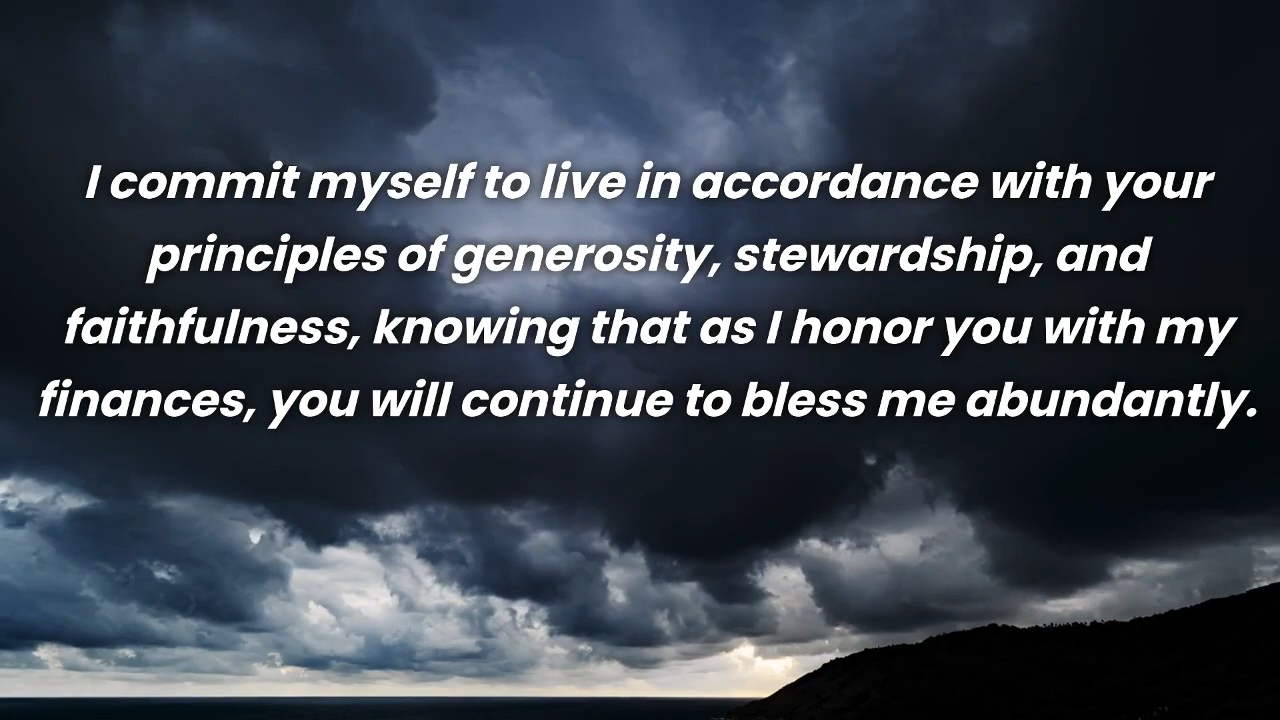 I commit myself to live in accordance with your
principles of generosity, stewardship, and
faithfulness, knowing that as I honor you with my
finances, you will continue to bless me abundantly.